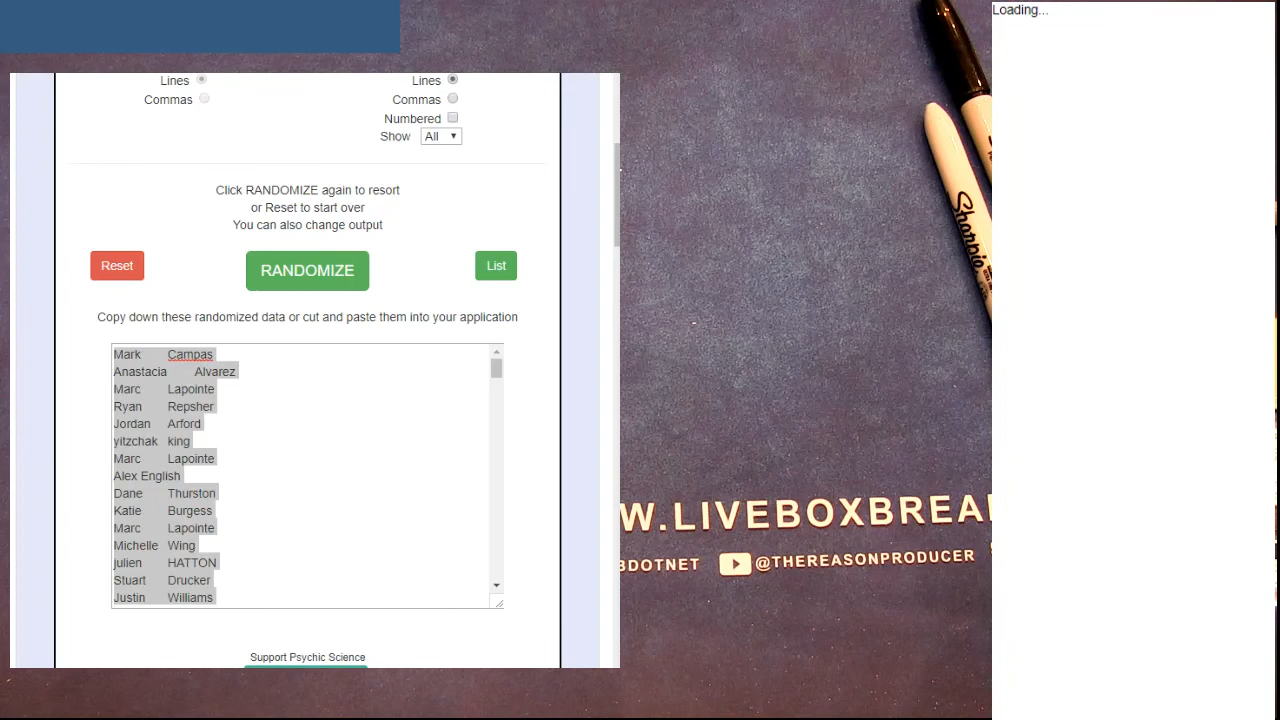 Loading...
Lines
Commas
Lines
Commas
Numbered
Show All
Click RANDOMIZE again to resort
or Reset to start over
You can also change output
Reset
RANDOMIZE
List
Copy down these randomized data or cut and paste them into your application
Mark Campas
Anastacia Alvarez
Marc Lapointe
Ryan Repsher
Jordan Arford
yitzchak king
Marc Lapointe
Alex English
Dane Thurston
Katie Burgess
Marc Lapointe
Michelle Wing
julien HATTON
Stuart Drucker
Justin Williams
Support Psychic Science
Sharpie
W.LIVEBOXBREA
BDOTNET @THEREASONPRODUCER